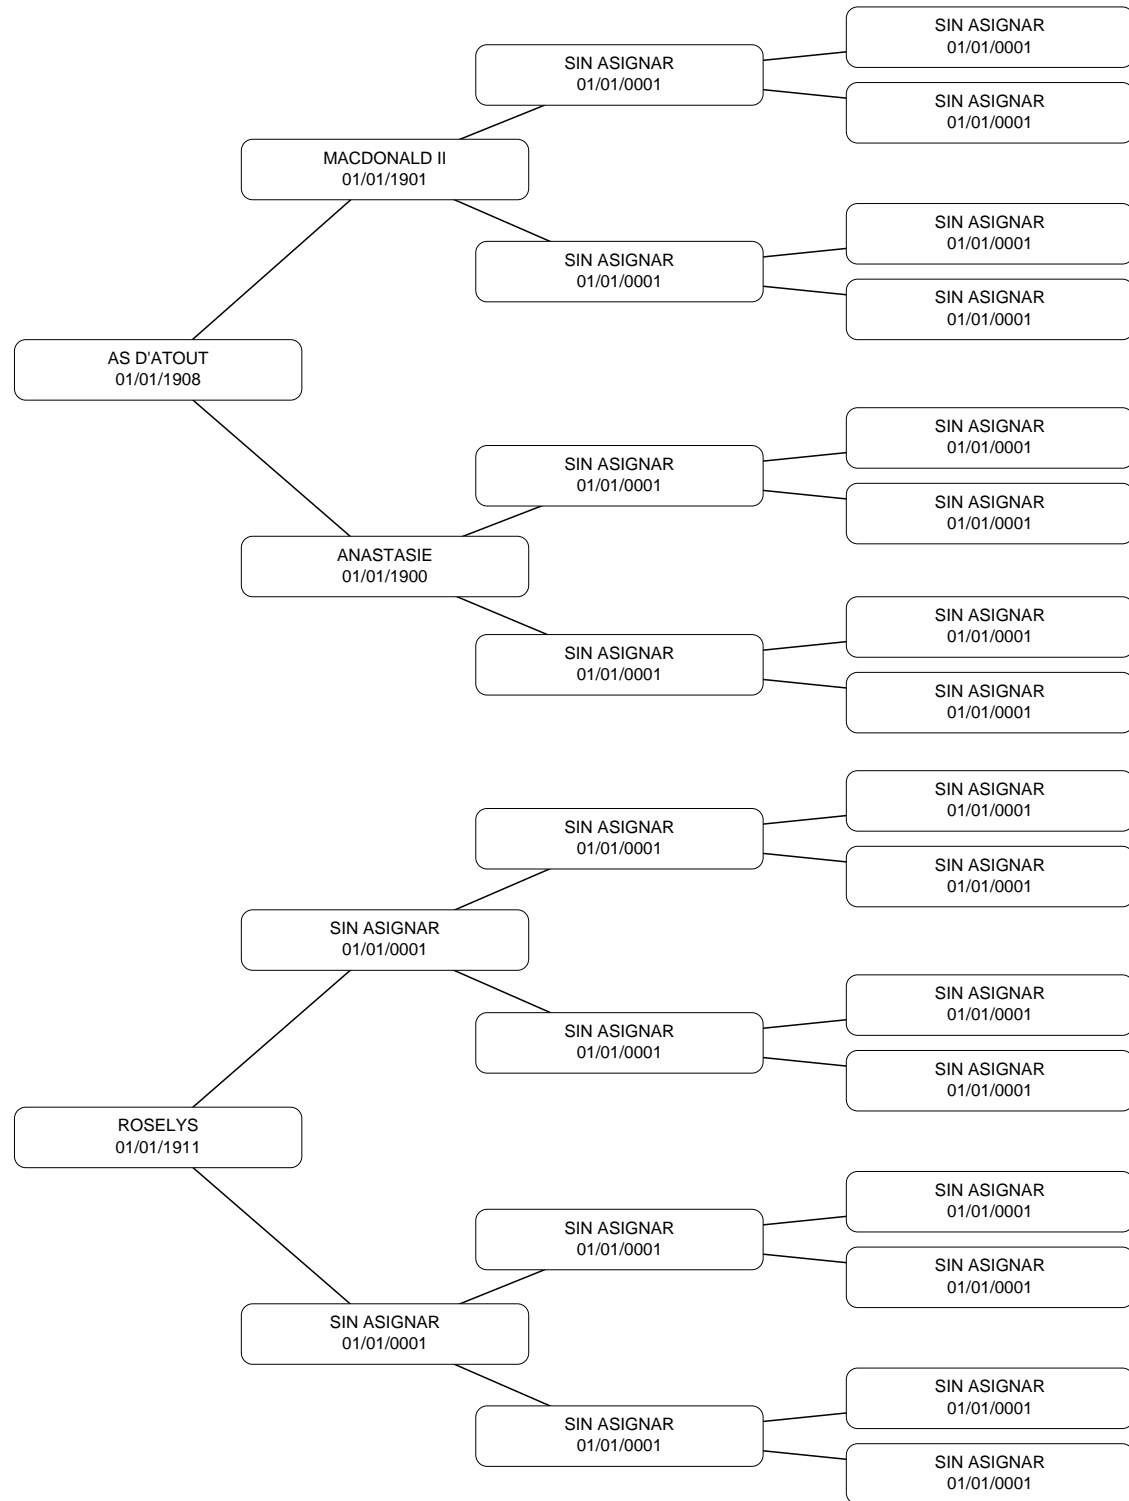 SIN ASIGNAR
01/01/0001
SIN ASIGNAR
01/01/0001
SIN ASIGNAR
01/01/0001
MACDONALD II
01/01/1901
SIN ASIGNAR
01/01/0001
SIN ASIGNAR
01/01/0001
SIN ASIGNAR
01/01/0001
AS D'ATOUT
01/01/1908
SIN ASIGNAR
01/01/0001
SIN ASIGNAR
01/01/0001
SIN ASIGNAR
01/01/0001
ANASTASIE
01/01/1900
SIN ASIGNAR
01/01/0001
SIN ASIGNAR
01/01/0001
SIN ASIGNAR
01/01/0001
SIN ASIGNAR
01/01/0001
SIN ASIGNAR
01/01/0001
SIN ASIGNAR
01/01/0001
SIN ASIGNAR
01/01/0001
SIN ASIGNAR
01/01/0001
SIN ASIGNAR
01/01/0001
SIN ASIGNAR
01/01/0001
ROSELYS
01/01/1911
SIN ASIGNAR
01/01/0001
SIN ASIGNAR
01/01/0001
SIN ASIGNAR
01/01/0001
SIN ASIGNAR
01/01/0001
SIN ASIGNAR
01/01/0001
SIN ASIGNAR
01/01/0001
SIN ASIGNAR
01/01/0001